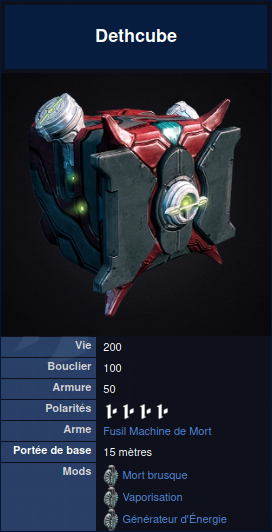 Dethcube
Vie 200
Bouclier 100
Armure 50
Polarités
Arme Fusil Machine de Mort
Portée de base 15 mètres
Mods Mort brusque
Vaporisation
Générateur d'Énergie